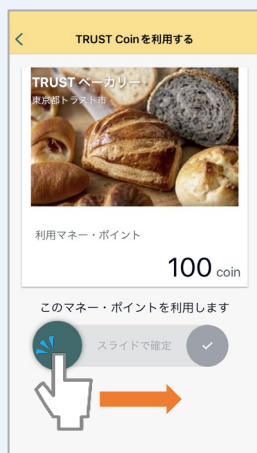 TRUST Coinを利用する
TRUST ベーカリー
東京都トラスト市
利用マネー・ポイント
100 coin
このマネー・ポイントを利用します
スライドで確定